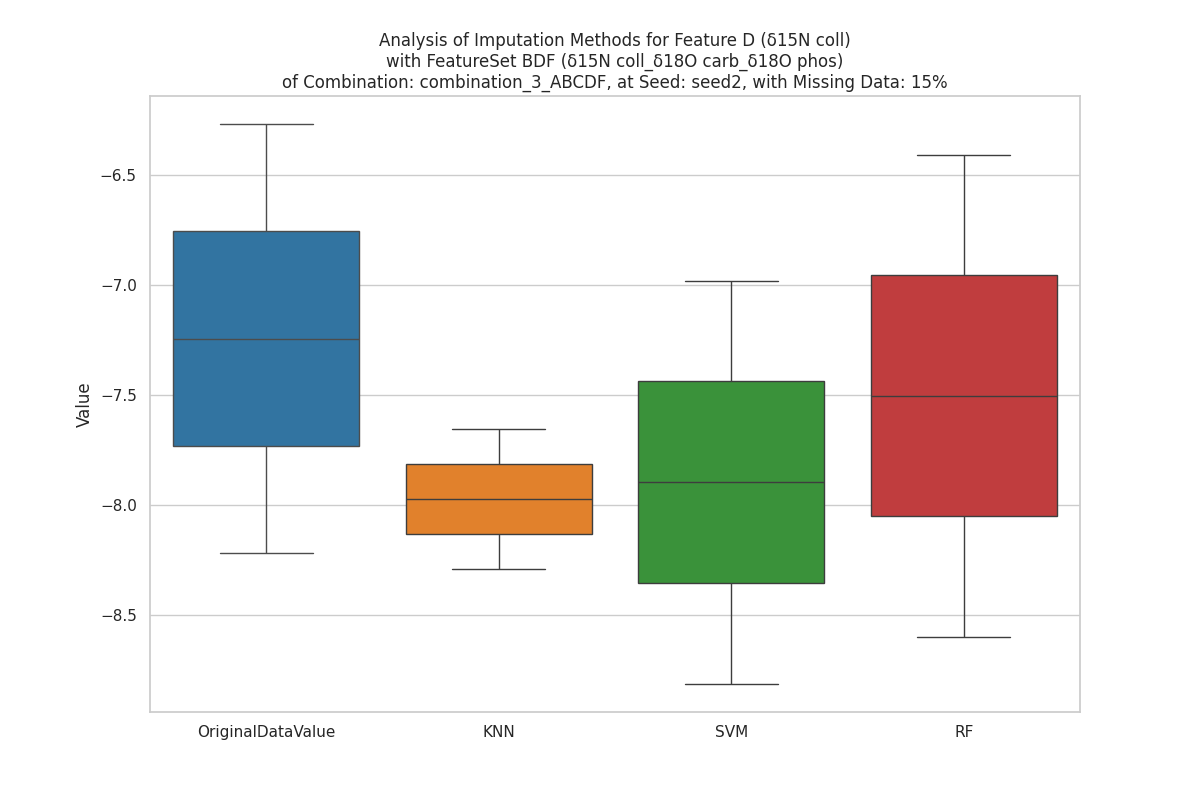 Analysis of Imputation Methods for Feature D (δ15N coll)
with FeatureSet BDF (δ15N coll_δ18O carb_δ18O phos)
of Combination: combination_3_ABCDF, at Seed: seed2, with Missing Data: 15%
Value
−6.5
−7.0
−7.5
−8.0
−8.5
OriginalDataValue
KNN
SVM
RF